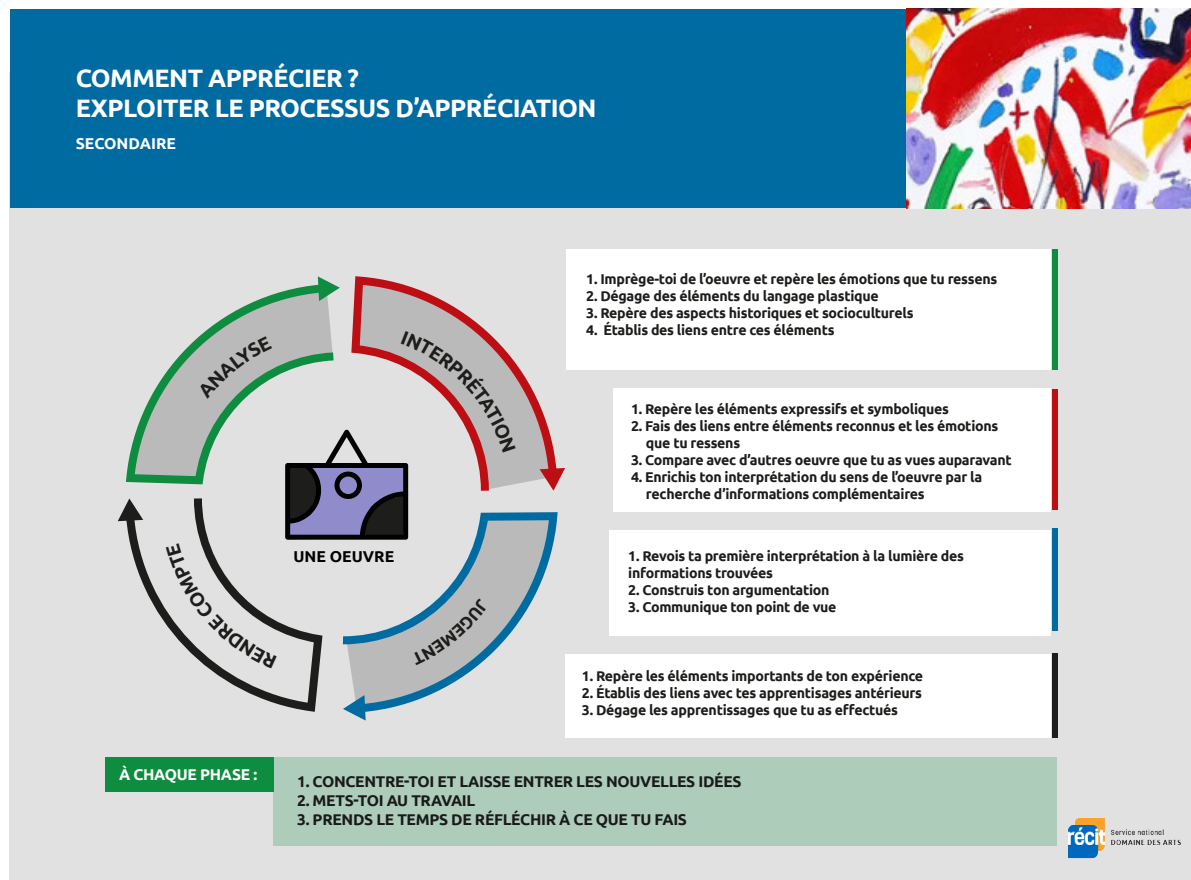 COMMENT APPRÉCIER ?
EXPLOITER LE PROCESSUS D'APPRÉCIATION
SECONDAIRE
ANALYSE
INTERPRÉTATION
JUGEMENT
RENDRE COMPTE
UNE OEUVRE
1. Imprège-toi de l'oeuvre et repère les émotions que tu ressens
2. Dégage des éléments du langage plastique
3. Repère des aspects historiques et socioculturels
4. Établis des liens entre ces éléments
1. Repère les éléments expressifs et symboliques
2. Fais des liens entre éléments reconnus et les émotions
que tu ressens
3. Compare avec d'autres oeuvre que tu as vues auparavant
4. Enrichis ton interprétation du sens de l'oeuvre par la
recherche d'informations complémentaires
1. Revois ta première interprétation à la lumière des
informations trouvées
2. Construis ton argumentation
3. Communique ton point de vue
1. Repère les éléments importants de ton expérience
2. Établis des liens avec tes apprentisages antérieurs
3. Dégage les apprentissages que tu as effectués
À CHAQUE PHASE :
1. CONCENTRE-TOI ET LAISSE ENTRER LES NOUVELLES IDÉES
2. METS-TOI AU TRAVAIL
3. PRENDS LE TEMPS DE RÉFLÉCHIR À CE QUE TU FAIS
récit
Service national
DOMAINE DES ARTS